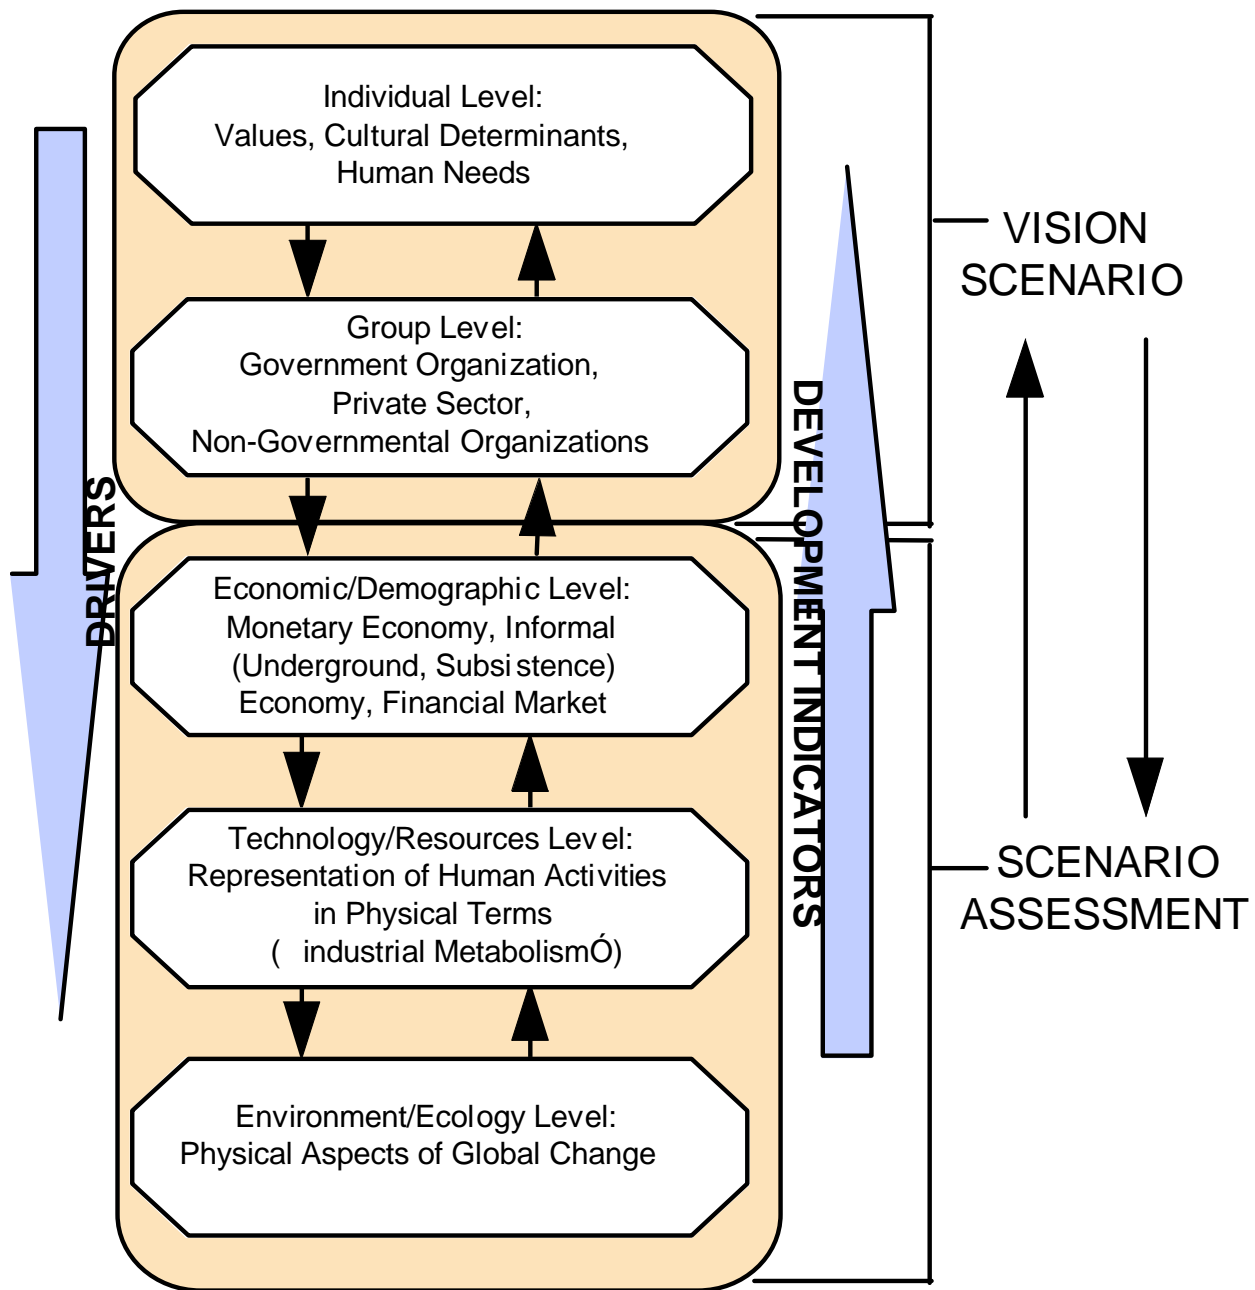 Individual Level:
Values, Cultural Determinants,
Human Needs
Group Level:
Government Organization,
Private Sector,
Non-Governmental Organizations
DRIVERS
Economic/Demographic Level:
Monetary Economy, Informal
(Underground, Subsistence)
Economy, Financial Market
Technology/Resources Level:
Representation of Human Activities
in Physical Terms
( industrial MetabolismÓ)
Environment/Ecology Level:
Physical Aspects of Global Change
DEVELOPMENT INDICATORS
VISION
SCENARIO
SCENARIO
ASSESSMENT